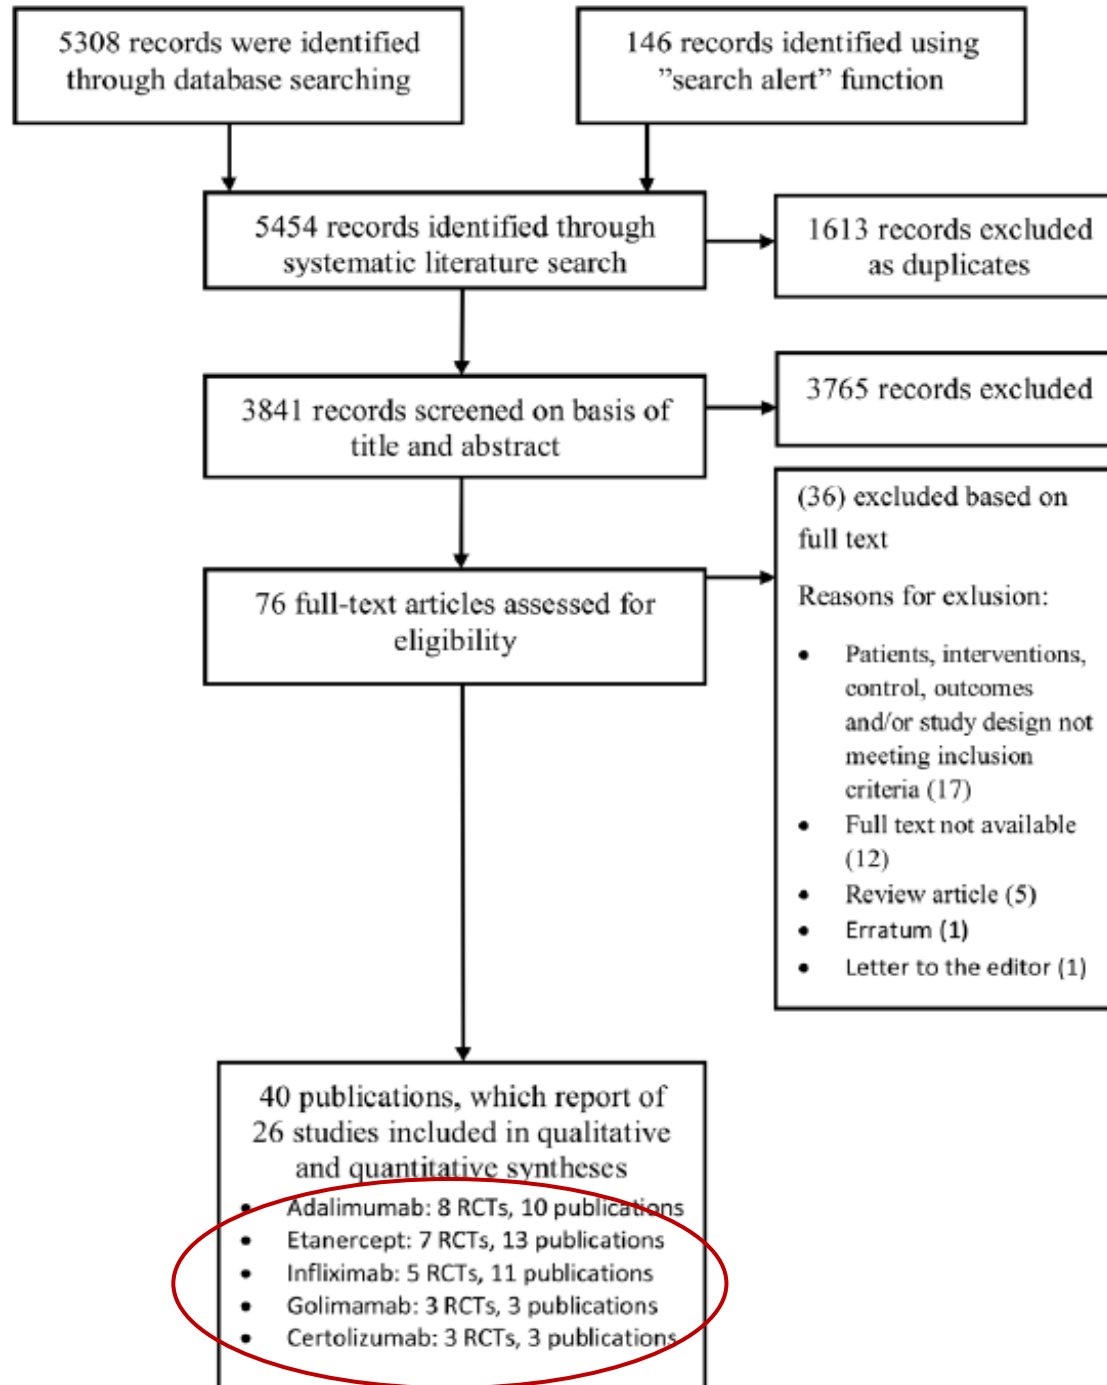 5308 records were identified
through database searching
146 records identified using
”search alert” function
5454 records identified through
systematic literature search
1613 records excluded
as duplicates
3841 records screened on basis of
title and abstract
3765 records excluded
76 full-text articles assessed for
eligibility
(36) excluded based on
full text
Reasons for exlusion:
• Patients, interventions,
control, outcomes
and/or study design not
meeting inclusion
criteria (17)
• Full text not available
(12)
• Review article (5)
• Erratum (1)
• Letter to the editor (1)
40 publications, which report of
26 studies included in qualitative
and quantitative syntheses
• Adalimumab: 8 RCTs, 10 publications
• Etanercept: 7 RCTs, 13 publications
• Infliximab: 5 RCTs, 11 publications
• Golimamab: 3 RCTs, 3 publications
• Certolizumab: 3 RCTs, 3 publications